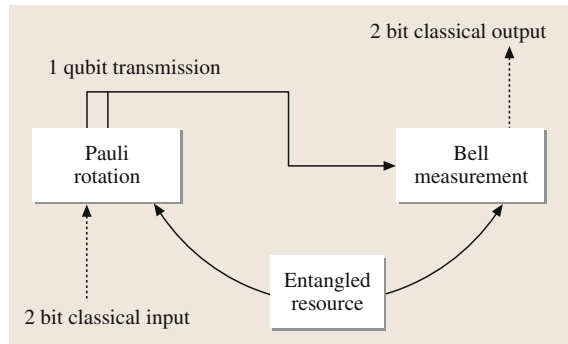 2 bit classical output
1 qubit transmission
Pauli
rotation
Bell
measurement
Entangled
resource
2 bit classical input